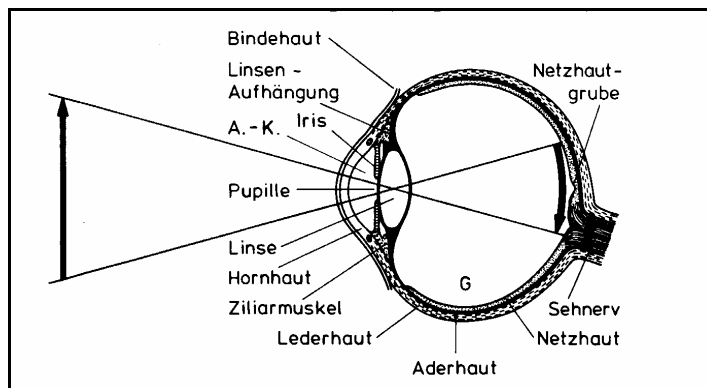 Bindehaut
Linsen -
Aufhängung
Iris
A.-K.
Pupille
Linse
Hornhaut
Ziliarmuskel
Lederhaut
Aderhaut
G
Netzhaut-
grube
Sehnerv
Netzhaut